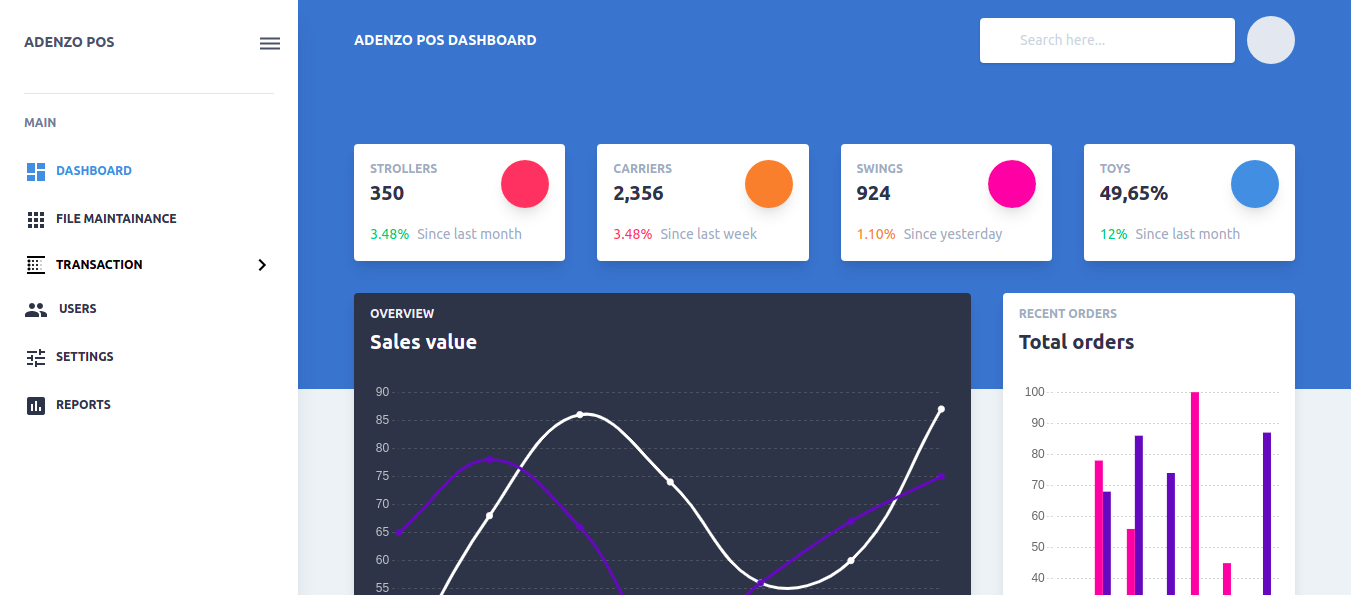 ADENZO POS
MAIN
DASHBOARD
FILE MAINTAINANCE
TRANSACTION
USERS
SETTINGS
REPORTS
ADENZO POS DASHBOARD
Search here...
STROLLERS
350
3.48% Since last month
CARRIERS
2,356
3.48% Since last week
SWINGS
924
1.10% Since yesterday
TOYS
49,65%
12% Since last month
OVERVIEW
Sales value
90
85
80
75
70
65
60
55
RECENT ORDERS
Total orders
100
90
80
70
60
50
40